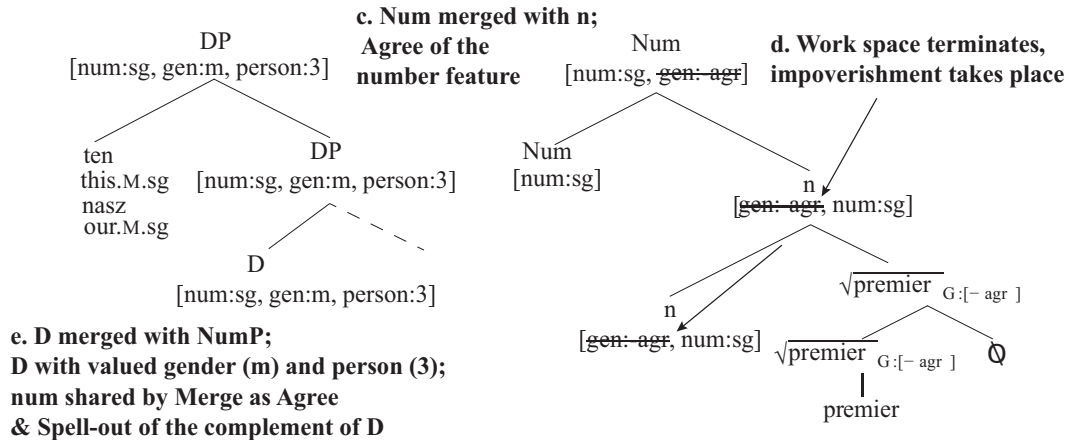 c. Num merged with n;
Agree of the
number feature
DP
[num:sg, gen:m, person:3]
Num
[num:sg, gen:-agr]
d. Work space terminates,
impoverishment takes place
ten
this.M.sg
nasz
our.M.sg
DP
[num:sg, gen:m, person:3]
Num
[num:sg]
n
[gen:-agr, num:sg]
D
[num:sg, gen:m, person:3]
√premier G:[− agr ]
n
[gen:-agr, num:sg]
√premier G:[− agr ]
premier
e. D merged with NumP;
D with valued gender (m) and person (3);
num shared by Merge as Agree
& Spell-out of the complement of D